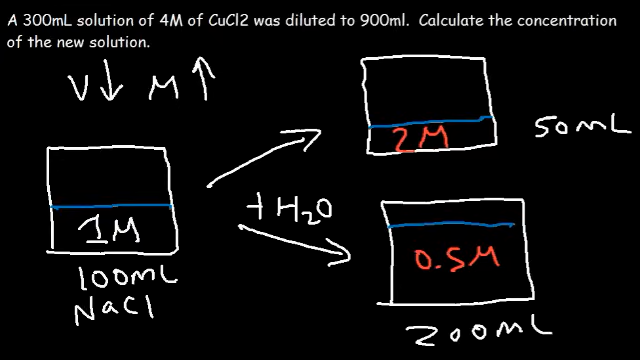 A 300mL solution of 4M of CuCl2 was diluted to 900ml.  Calculate the concentration
of the new solution.
V↓ M↑
2M
50mL
1M
+H₂O
0.5M
100mL
NaCl
200mL